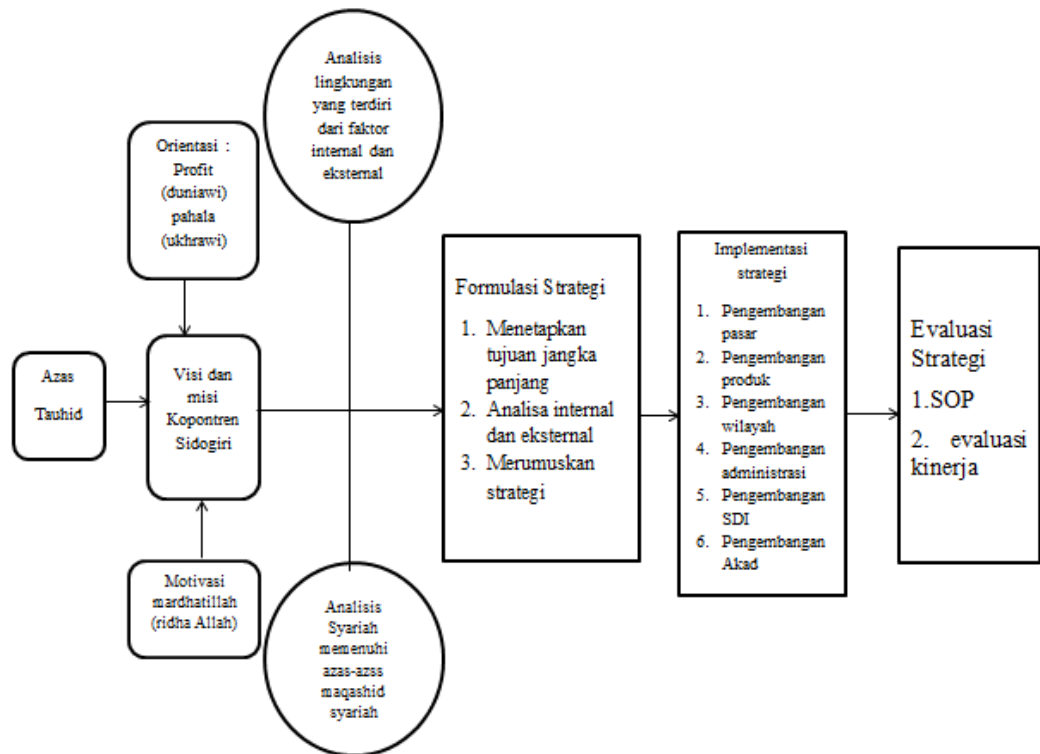 Analisis
lingkungan
yang terdiri
dari faktor
internal dan
eksternal
Orientasi :
Profit
(duniawi)
pahala
(ukhrawi)
Azas
Tauhid
Visi dan
misi
Kopontren
Sidogiri
Motivasi
mardhatillah
(ridha Allah)
Analisis
Syariah
memenuhi
azas-azss
maqashid
syariah
Formulasi Strategi
1. Menetapkan
tujuan jangka
panjang
2. Analisa internal
dan eksternal
3. Merumuskan
strategi
Implementasi
strategi
1. Pengembangan
pasar
2. Pengembangan
produk
3. Pengembangan
wilayah
4. Pengembangan
administrasi
5. Pengembangan
SDI
6. Pengembangan
Akad
Evaluasi
Strategi
1.SOP
2. evaluasi
kinerja